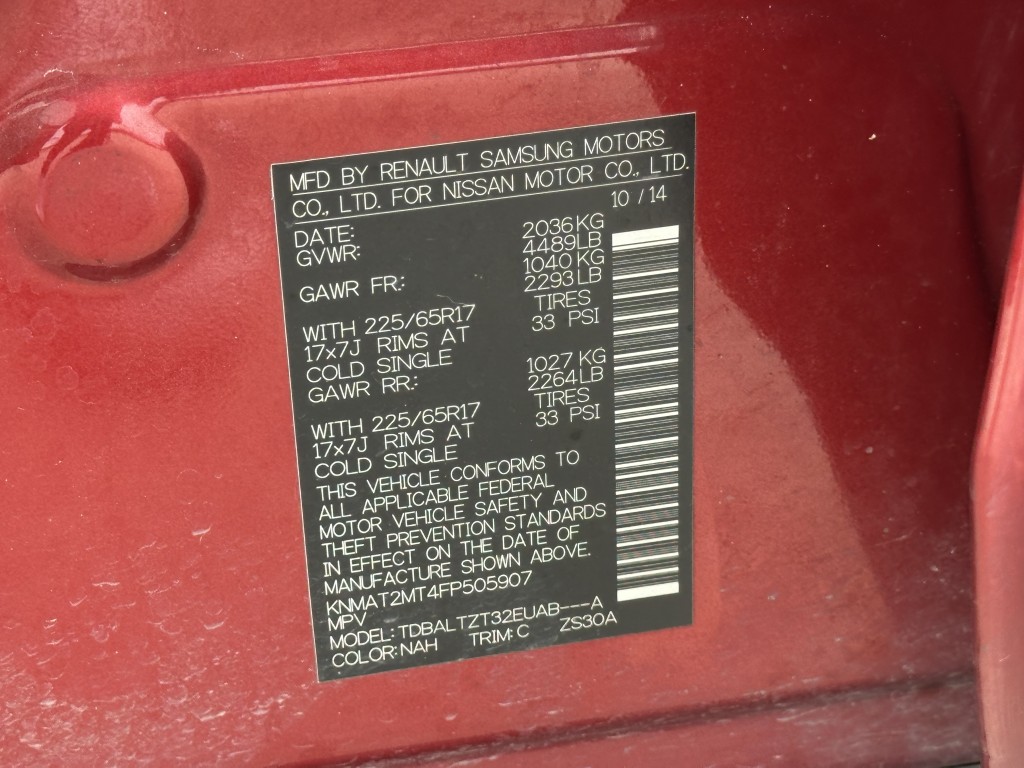 MFD BY RENAULT SAMSUNG MOTORS
CO., LTD. FOR NISSAN MOTOR CO., LTD.
DATE: 10 / 14
GVWR: 2036 KG
4489 LB
GAWR FR.: 1040 KG
2293 LB
WITH 225/65R17 TIRES
17x7J RIMS AT 33 PSI
COLD SINGLE
GAWR RR.: 1027 KG
2264 LB
WITH 225/65R17 TIRES
17x7J RIMS AT 33 PSI
COLD SINGLE
THIS VEHICLE CONFORMS TO
ALL APPLICABLE FEDERAL
MOTOR VEHICLE SAFETY AND
THEFT PREVENTION STANDARDS
IN EFFECT ON THE DATE OF
MANUFACTURE SHOWN ABOVE.
KNMAT2MT4FP505907
MPV
MODEL: TDBALTZT32EUAB---A
COLOR: NAH TRIM: C ZS30A